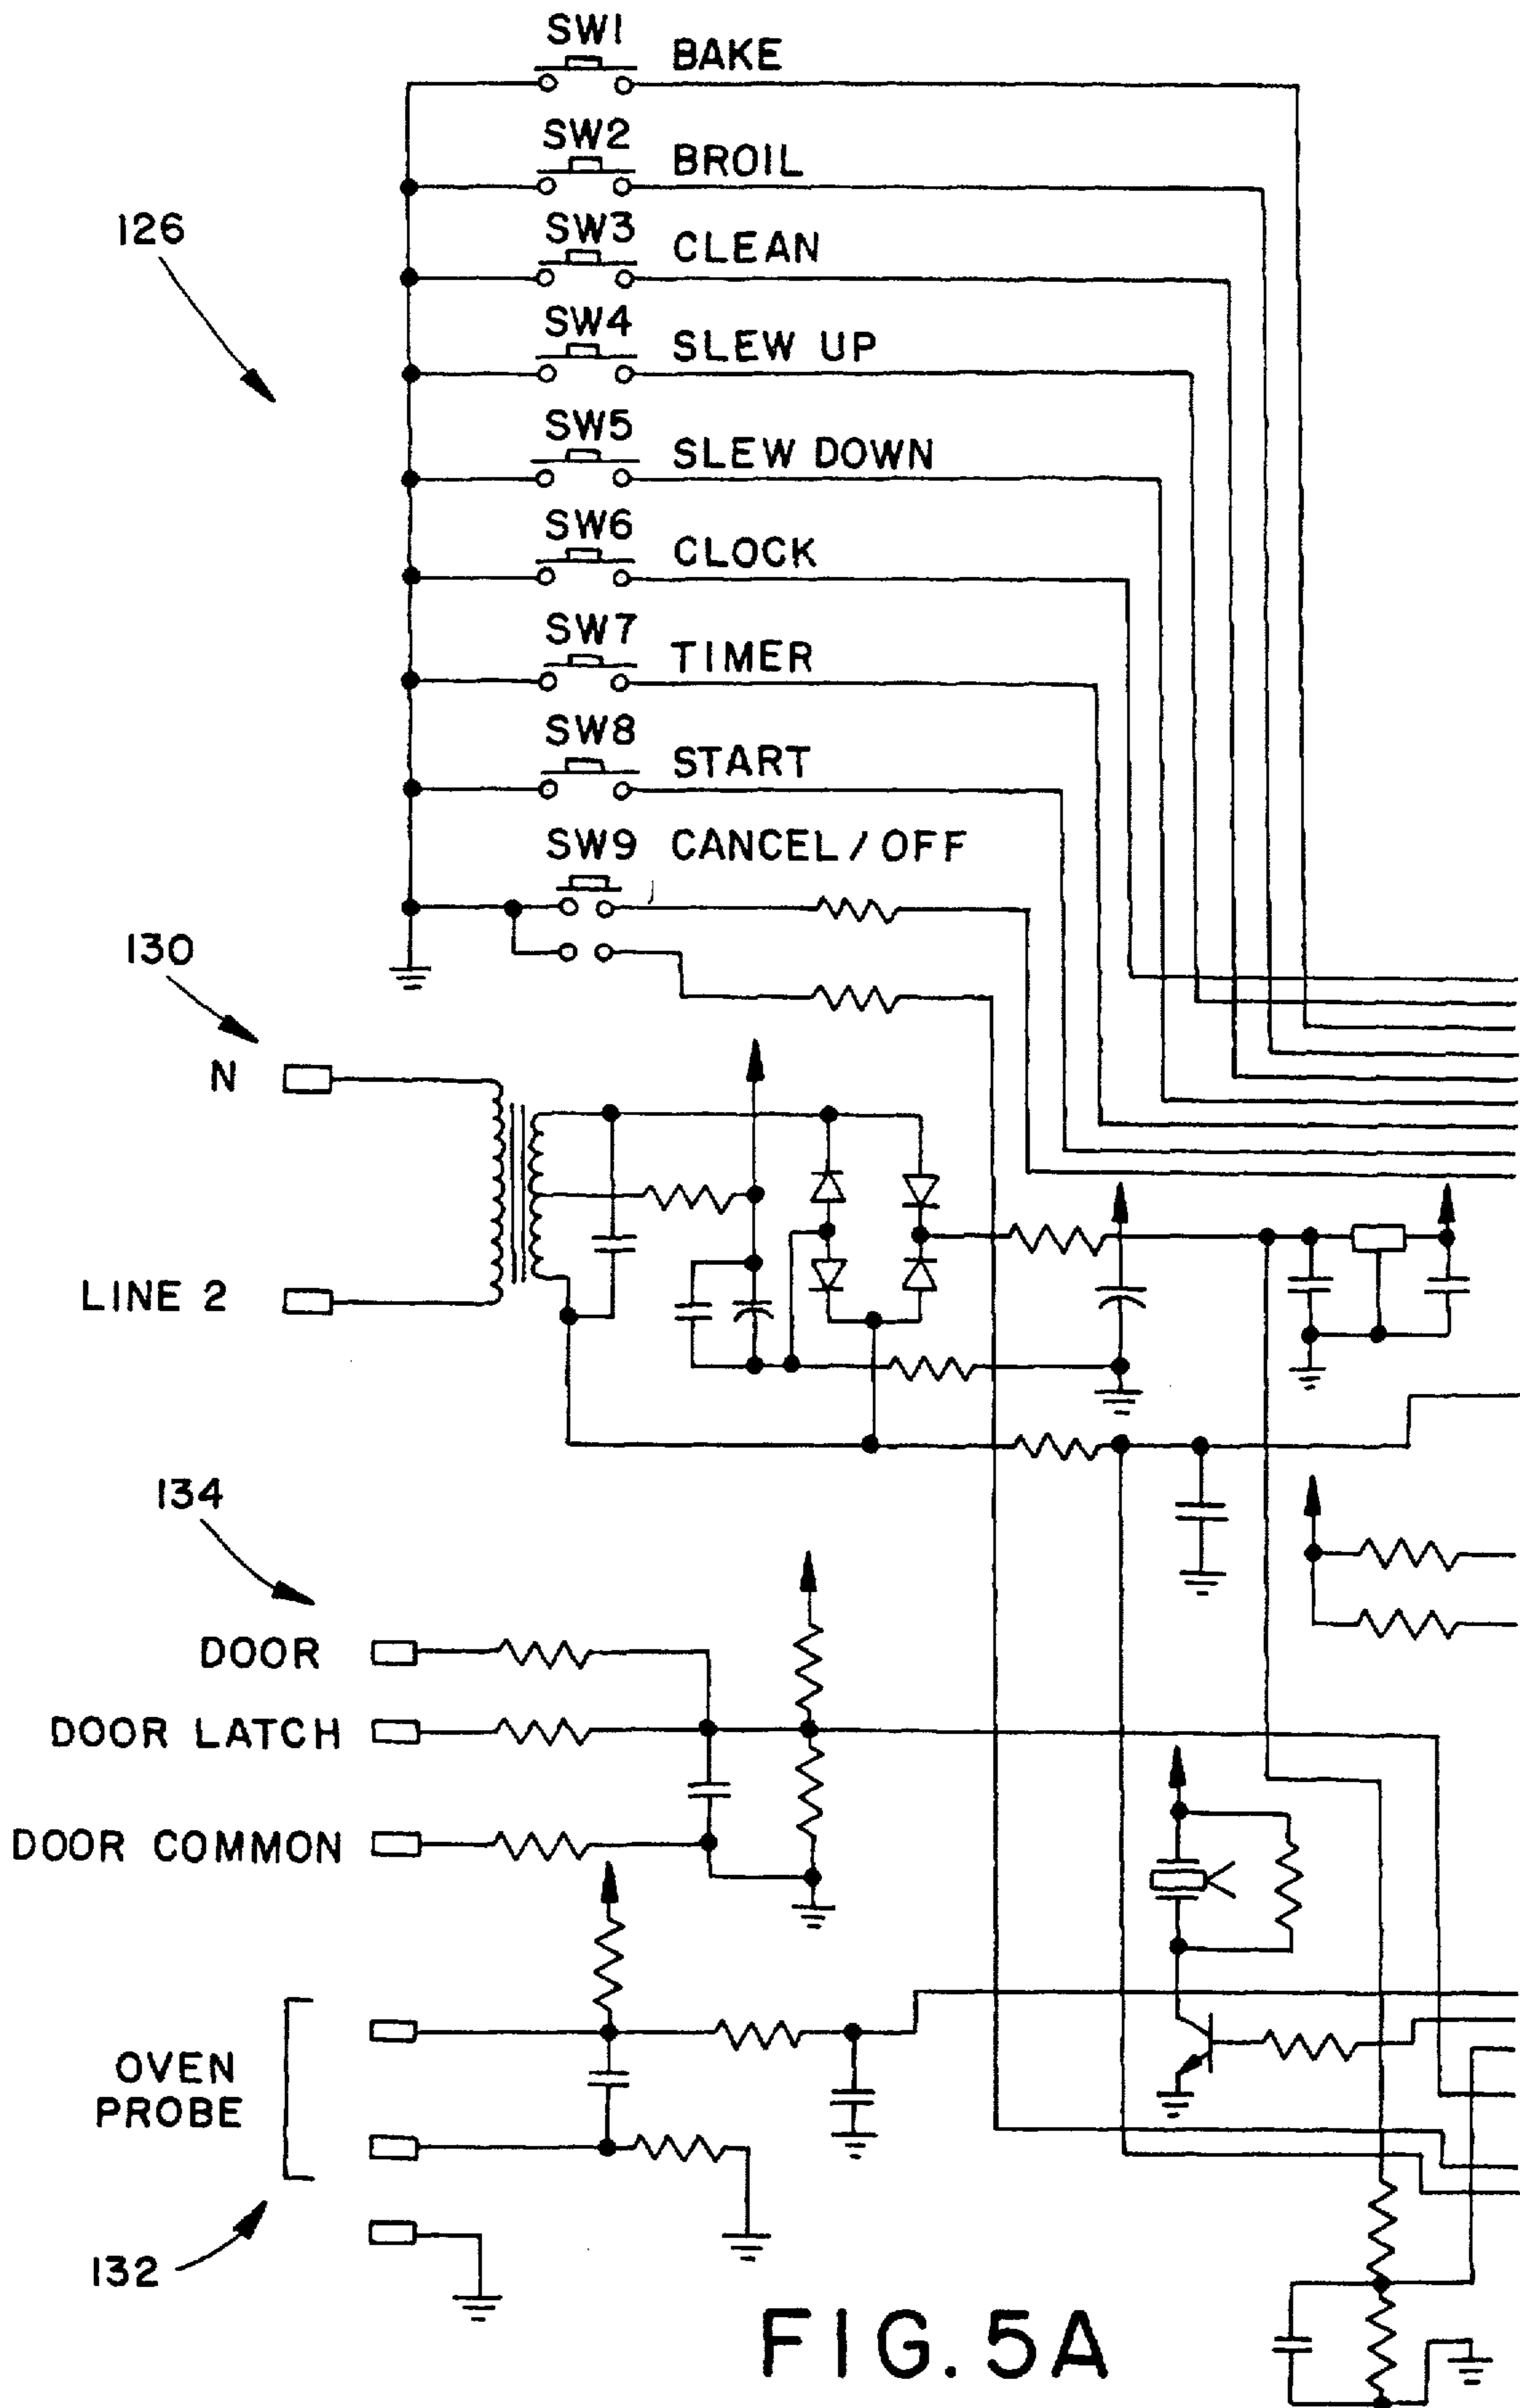 SW1 BAKE
SW2 BROIL
126
SW3 CLEAN
SW4 SLEW UP
SW5 SLEW DOWN
SW6 CLOCK
SW7 TIMER
SW8 START
SW9 CANCEL / OFF
130
N
LINE 2
134
DOOR
DOOR LATCH
DOOR COMMON
OVEN
PROBE
132
FIG. 5A